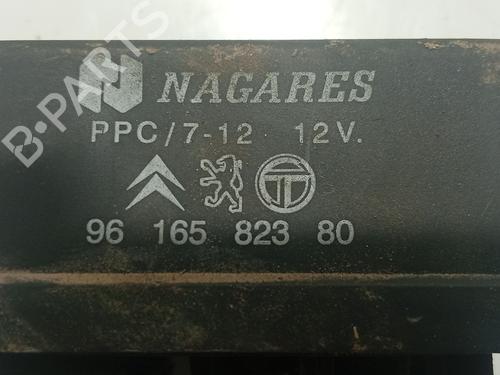 NAGARES
PPC/7-12 12V.
96 165 823 80
B-PARTS